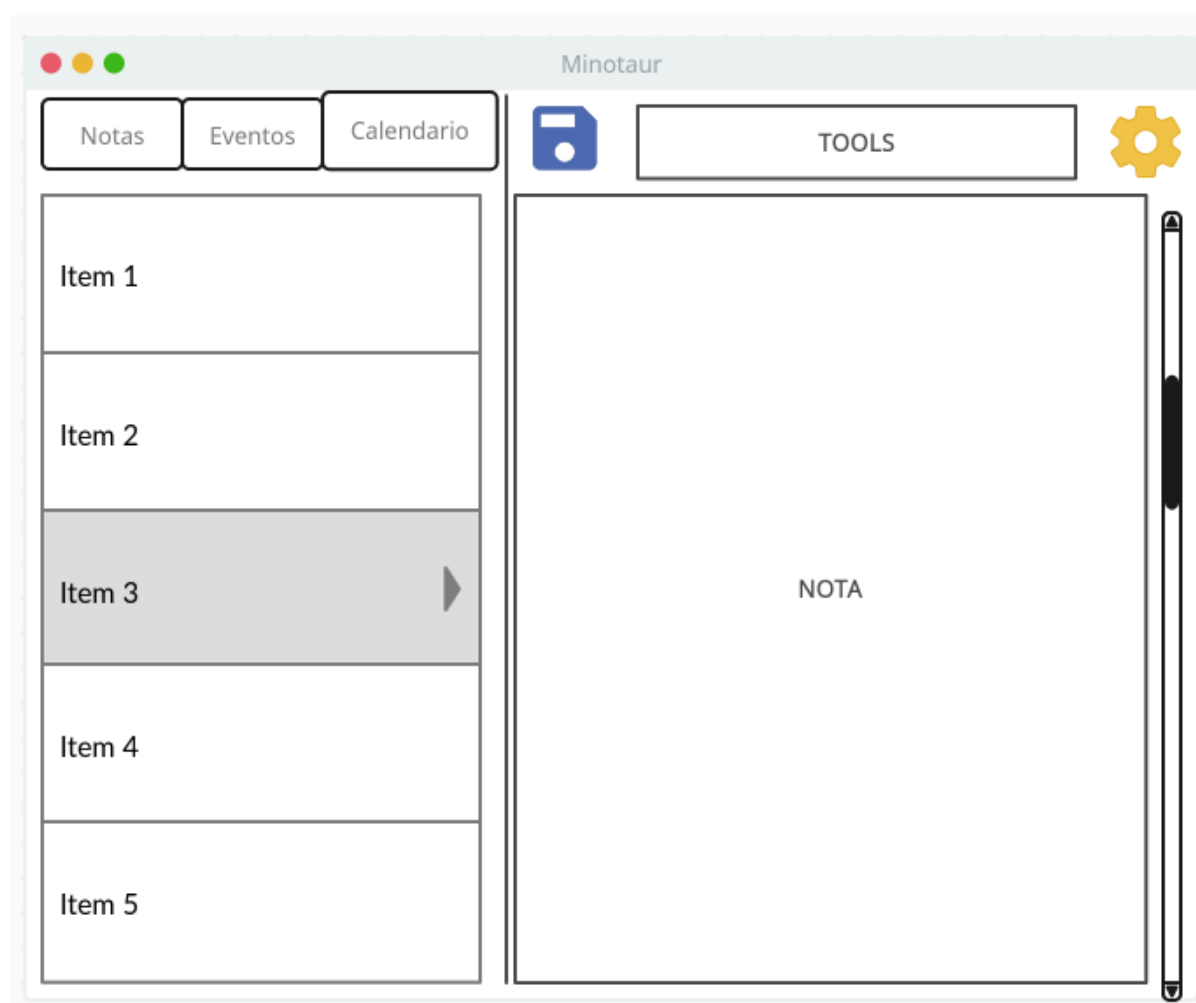 Minotaur
Notas
Eventos
Calendario
TOOLS
Item 1
Item 2
Item 3
Item 4
Item 5
NOTA